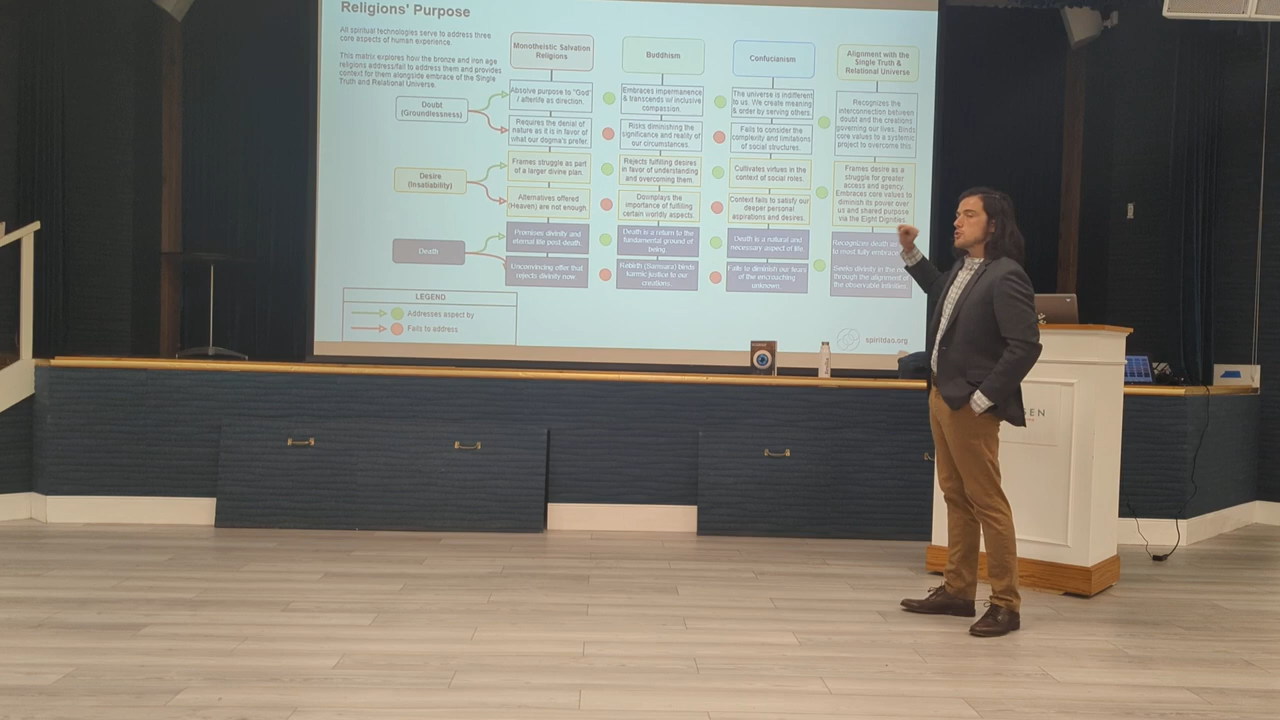 Religions' Purpose
All spiritual technologies serve to address three
core aspects of human experience.
This matrix explores how the bronze and iron age
religions address/fail to address them and provides
context for them alongside embrace of the Single
Truth and Relational Universe.
Monotheistic Salvation
Religions
Buddhism
Confucianism
Alignment with the
Single Truth &
Relational Universe
Doubt
(Groundlessness)
Absolve purpose to "God"
/ afterlife as direction.
Embraces impermanence
& transcends w/ inclusive
compassion.
The universe is indifferent
to us. We create meaning
& order by serving others.
Recognizes the
interconnection between
doubt and the creations
governing our lives. Binds
core values to a systemic
project to overcome this.
Requires the denial of
nature as it is in favor of
what our dogma's prefer.
Risks diminishing the
significance and reality of
our circumstances.
Fails to consider the
complexity and limitations
of social structures.
Desire
(Insatiability)
Frames struggle as part
of a larger divine plan.
Rejects fulfilling desires
in favor of understanding
and overcoming them.
Cultivates virtues in the
context of social roles.
Frames desire as a
struggle for greater
access and agency.
Embraces core values to
diminish its power over
us and shared purpose
via the Eight Dignities.
Alternatives offered
(Heaven) are not enough.
Downplays the
importance of fulfilling
certain worldly aspects.
Context fails to satisfy our
deeper personal
aspirations and desires.
Death
Promises divinity and
eternal life post-death.
Death is a return to the
fundamental ground of
being.
Death is a natural and
necessary aspect of life.
Recognizes death as
to most fully embrace
Seeks divinity in the
through the alignment of
the observable infinities.
Unconvincing offer that
rejects divinity now.
Rebirth (Samsara) binds
karmic justice to our
creations.
Fails to diminish our fears
of the encroaching
unknown.
LEGEND
Addresses aspect by
Fails to address
spiritdao.org
GEN